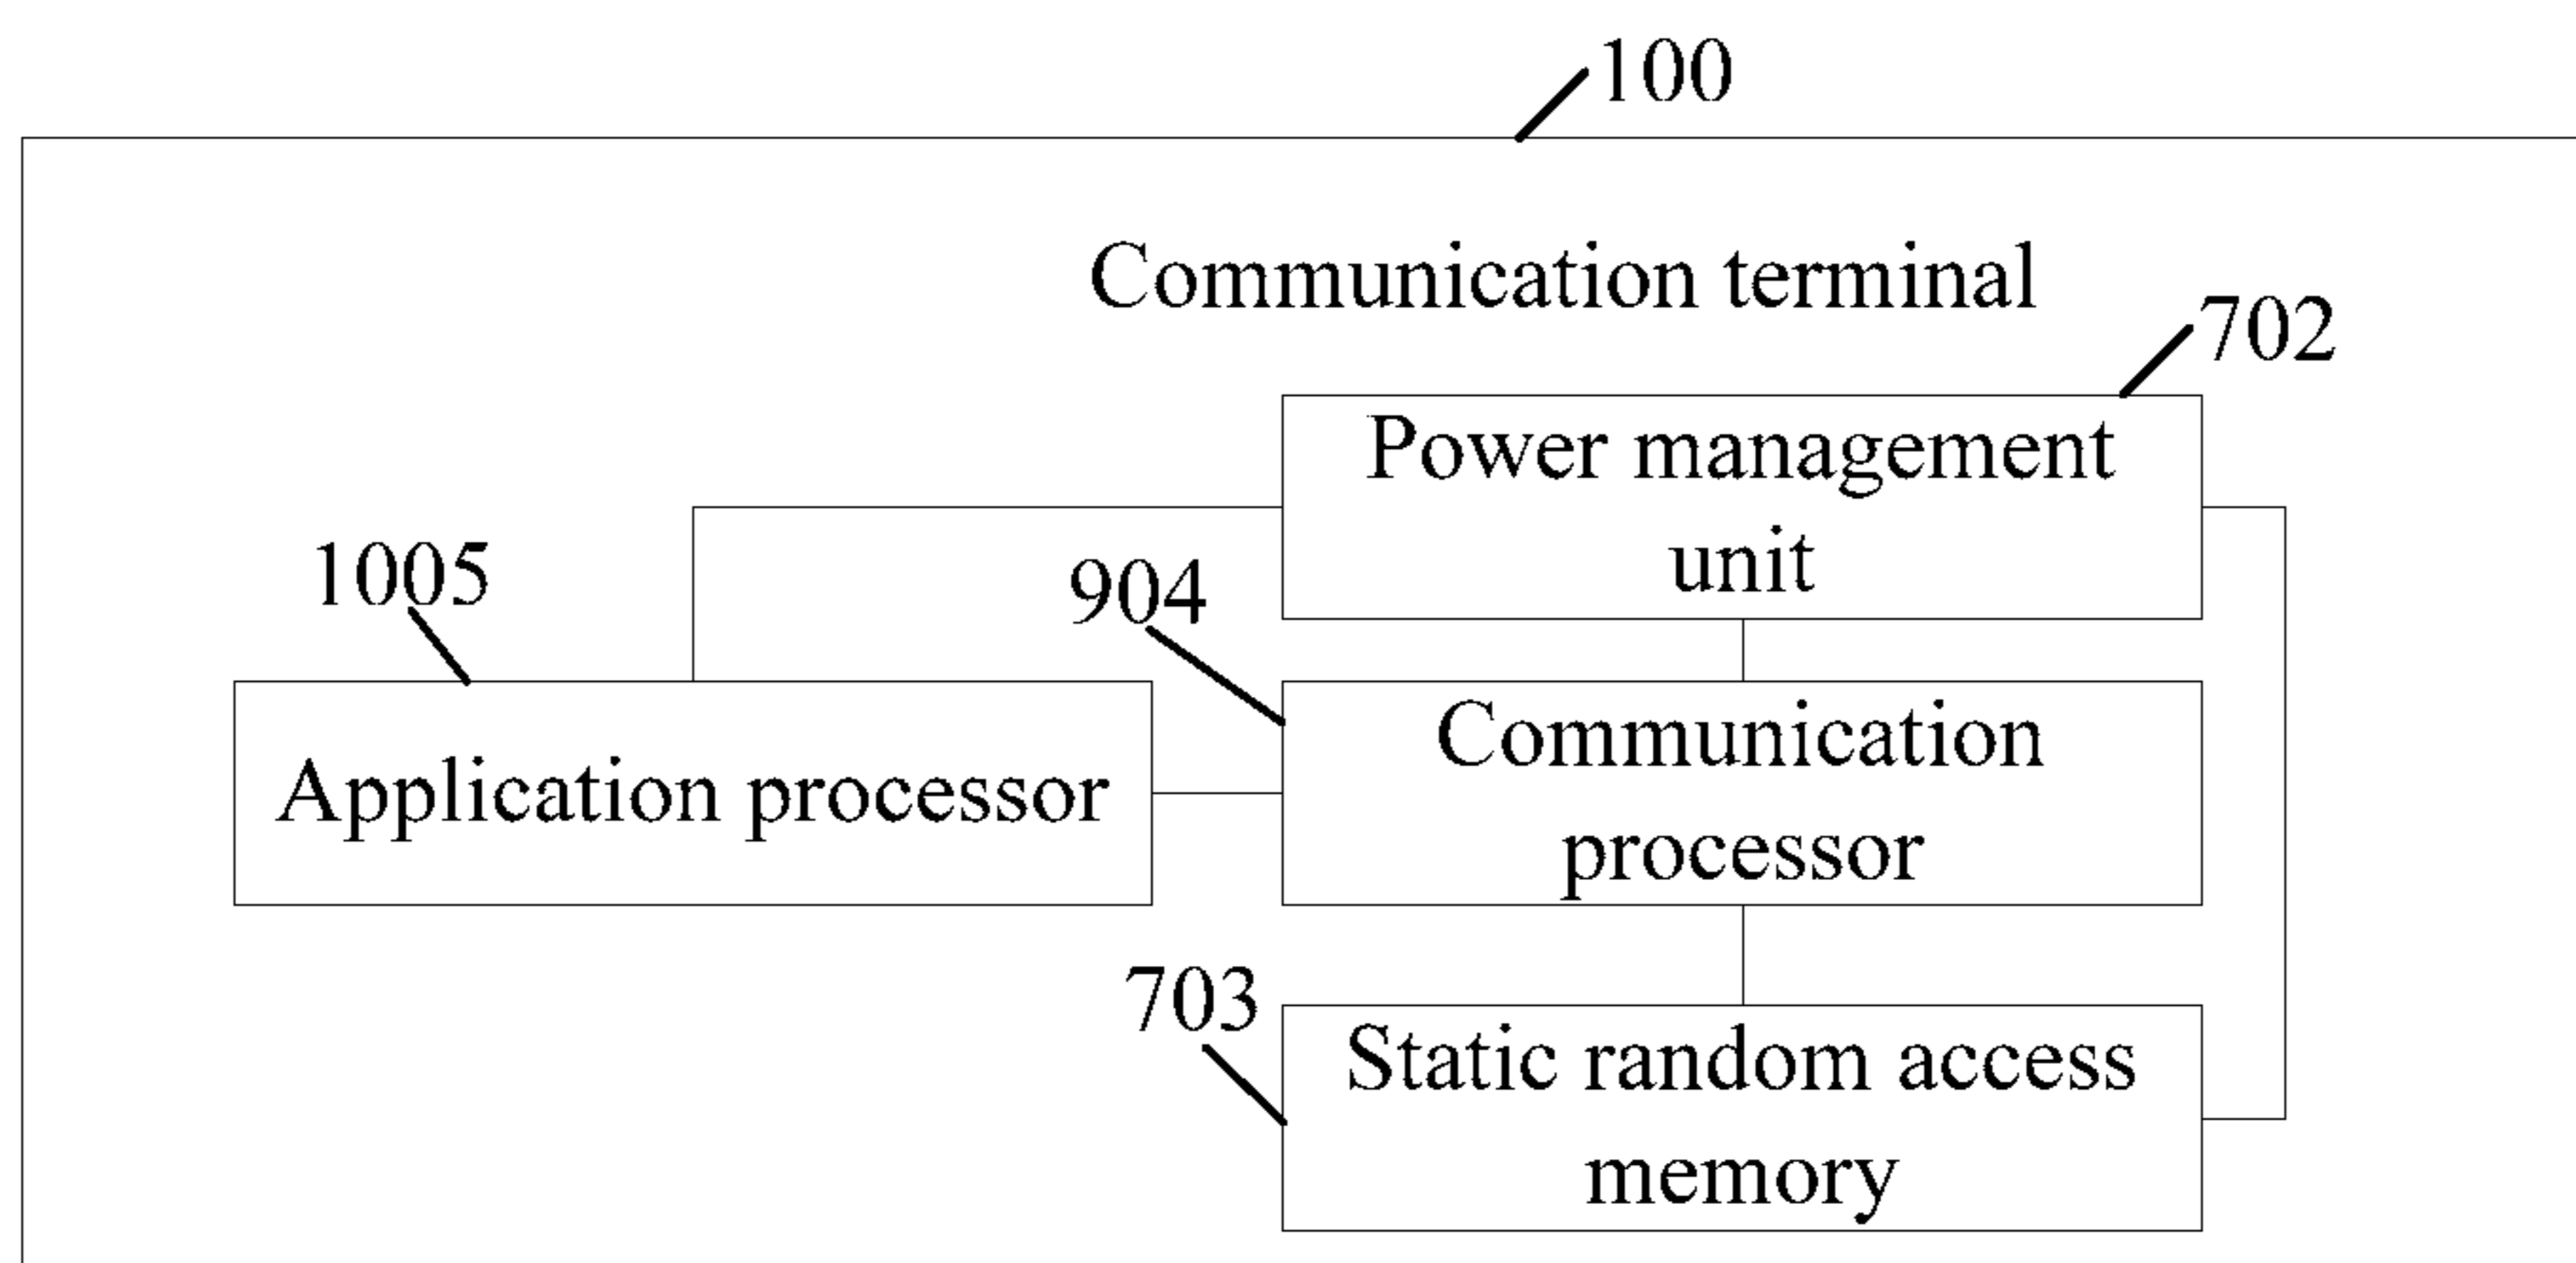 100
Communication terminal
702
Power management
unit
1005
904
Application processor
Communication
processor
703
Static random access
memory